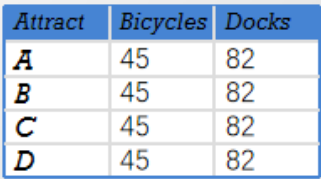 Attract Bicycles Docks
A 45 82
B 45 82
C 45 82
D 45 82